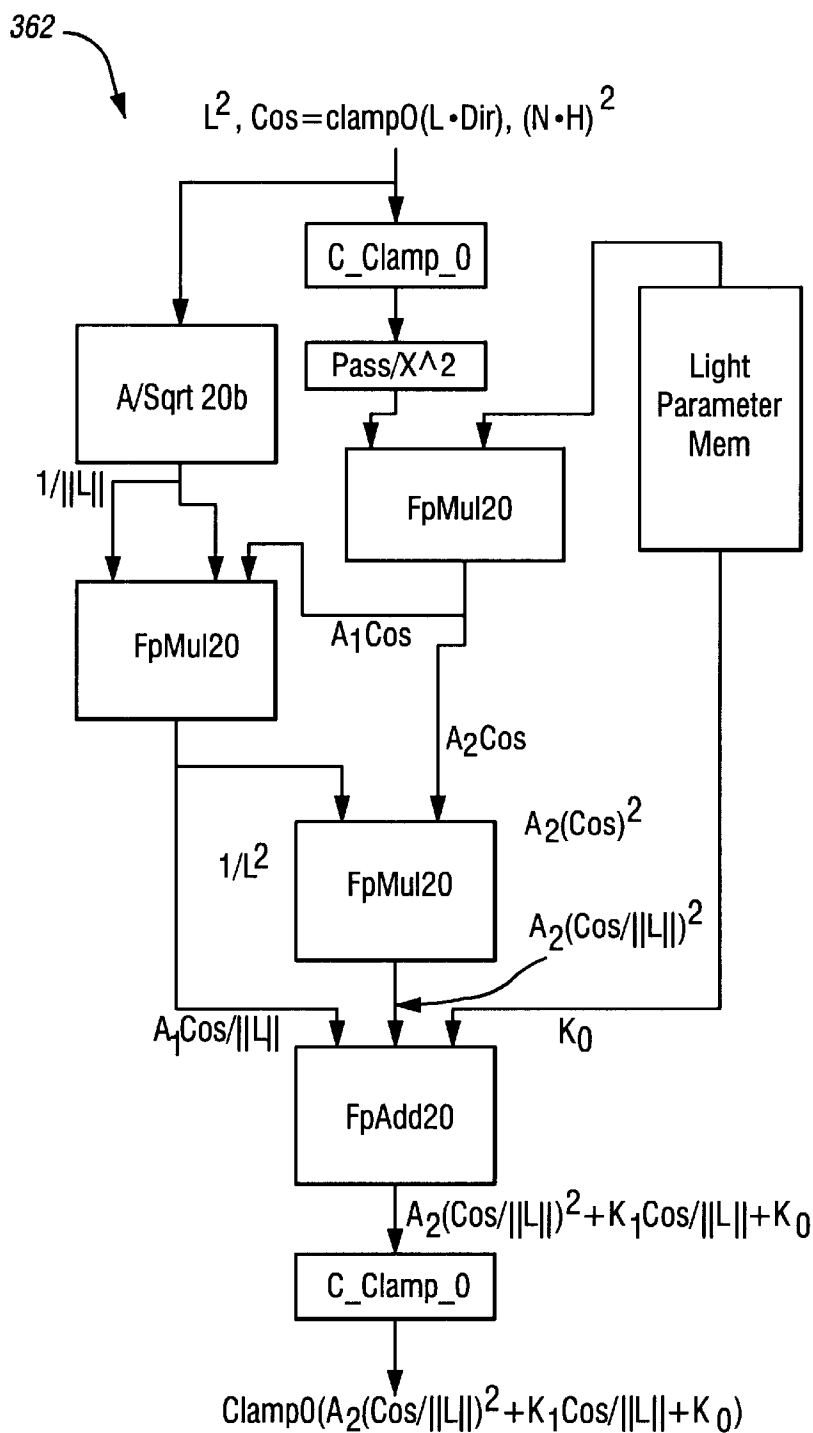 362
L², Cos=clamp0(L•Dir), (N•H)²
C_Clamp_0
Pass/X^2
A/Sqrt 20b
Light
Parameter
Mem
1/||L||
FpMul20
FpMul20
A₁Cos
A₂Cos
A₂(Cos)²
1/L²
FpMul20
A₂(Cos/||L||)²
A₁Cos/||L||
K₀
FpAdd20
A₂(Cos/||L||)²+K₁Cos/||L||+K₀
C_Clamp_0
Clamp0(A₂(Cos/||L||)²+K₁Cos/||L||+K₀)